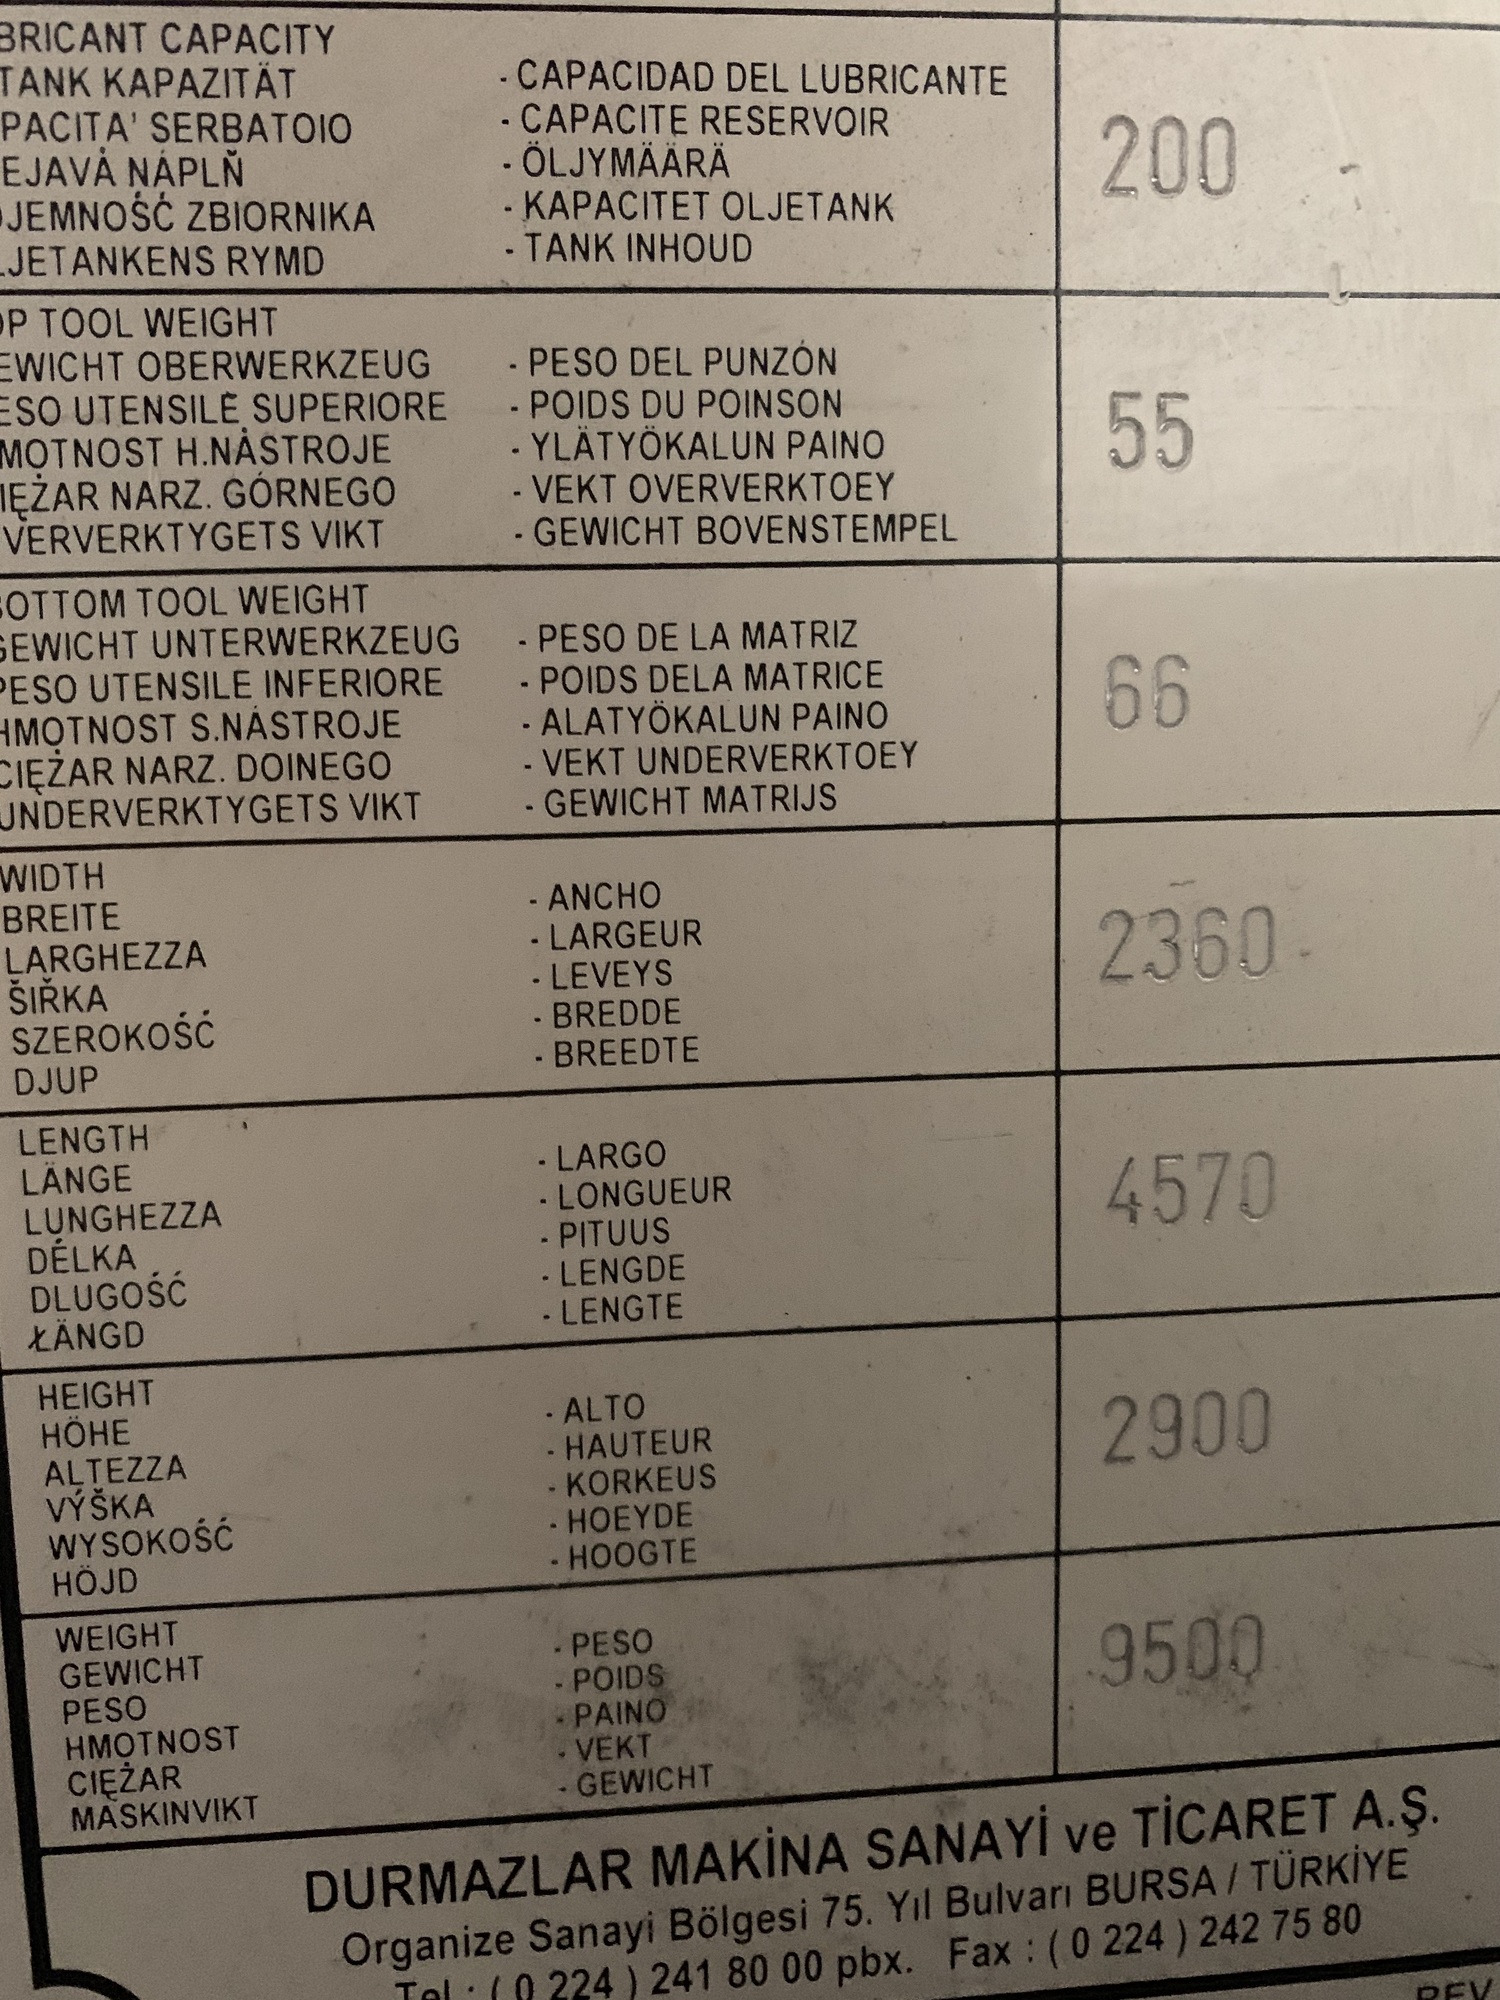 BRICANT CAPACITY
TANK KAPAZITÄT - CAPACIDAD DEL LUBRICANTE
PACITA' SERBATOIO - CAPACITE RESERVOIR
EJAVÁ NÁPLŇ - ÖLJYMÄÄRÄ
OJEMNOŚĆ ZBIORNIKA - KAPACITET OLJETANK
LJETANKENS RYMD - TANK INHOUD
200
OP TOOL WEIGHT
EWICHT OBERWERKZEUG - PESO DEL PUNZÓN
ESO UTENSILE SUPERIORE - POIDS DU POINSON
MOTNOST H.NÁSTROJE - YLÄTYÖKALUN PAINO
IĘŻAR NARZ. GÓRNEGO - VEKT OVERVERKTOEY
VERVERKTYGETS VIKT - GEWICHT BOVENSTEMPEL
55
BOTTOM TOOL WEIGHT
GEWICHT UNTERWERKZEUG - PESO DE LA MATRIZ
PESO UTENSILE INFERIORE - POIDS DELA MATRICE
HMOTNOST S.NÁSTROJE - ALATYÖKALUN PAINO
CIĘŻAR NARZ. DOINEGO - VEKT UNDERVERKTOEY
UNDERVERKTYGETS VIKT - GEWICHT MATRIJS
66
WIDTH
BREITE - ANCHO
LARGHEZZA - LARGEUR
ŠIŘKA - LEVEYS
SZEROKOŚĆ - BREDDE
DJUP - BREEDTE
2360
LENGTH
LÄNGE - LARGO
LUNGHEZZA - LONGUEUR
DÉLKA - PITUUS
DLUGOŚĆ - LENGDE
ŁÄNGD - LENGTE
4570
HEIGHT
HÖHE - ALTO
ALTEZZA - HAUTEUR
VÝŠKA - KORKEUS
WYSOKOŚĆ - HOEYDE
HÖJD - HOOGTE
2900
WEIGHT
GEWICHT - PESO
PESO - POIDS
HMOTNOST - PAINO
CIĘŻAR - VEKT
MASKINVIKT - GEWICHT
9500
DURMAZLAR MAKİNA SANAYİ ve TİCARET A.Ş.
Organize Sanayi Bölgesi 75. Yıl Bulvarı BURSA / TÜRKİYE
Tel : ( 0 224 ) 241 80 00 pbx. Fax : ( 0 224 ) 242 75 80
REV